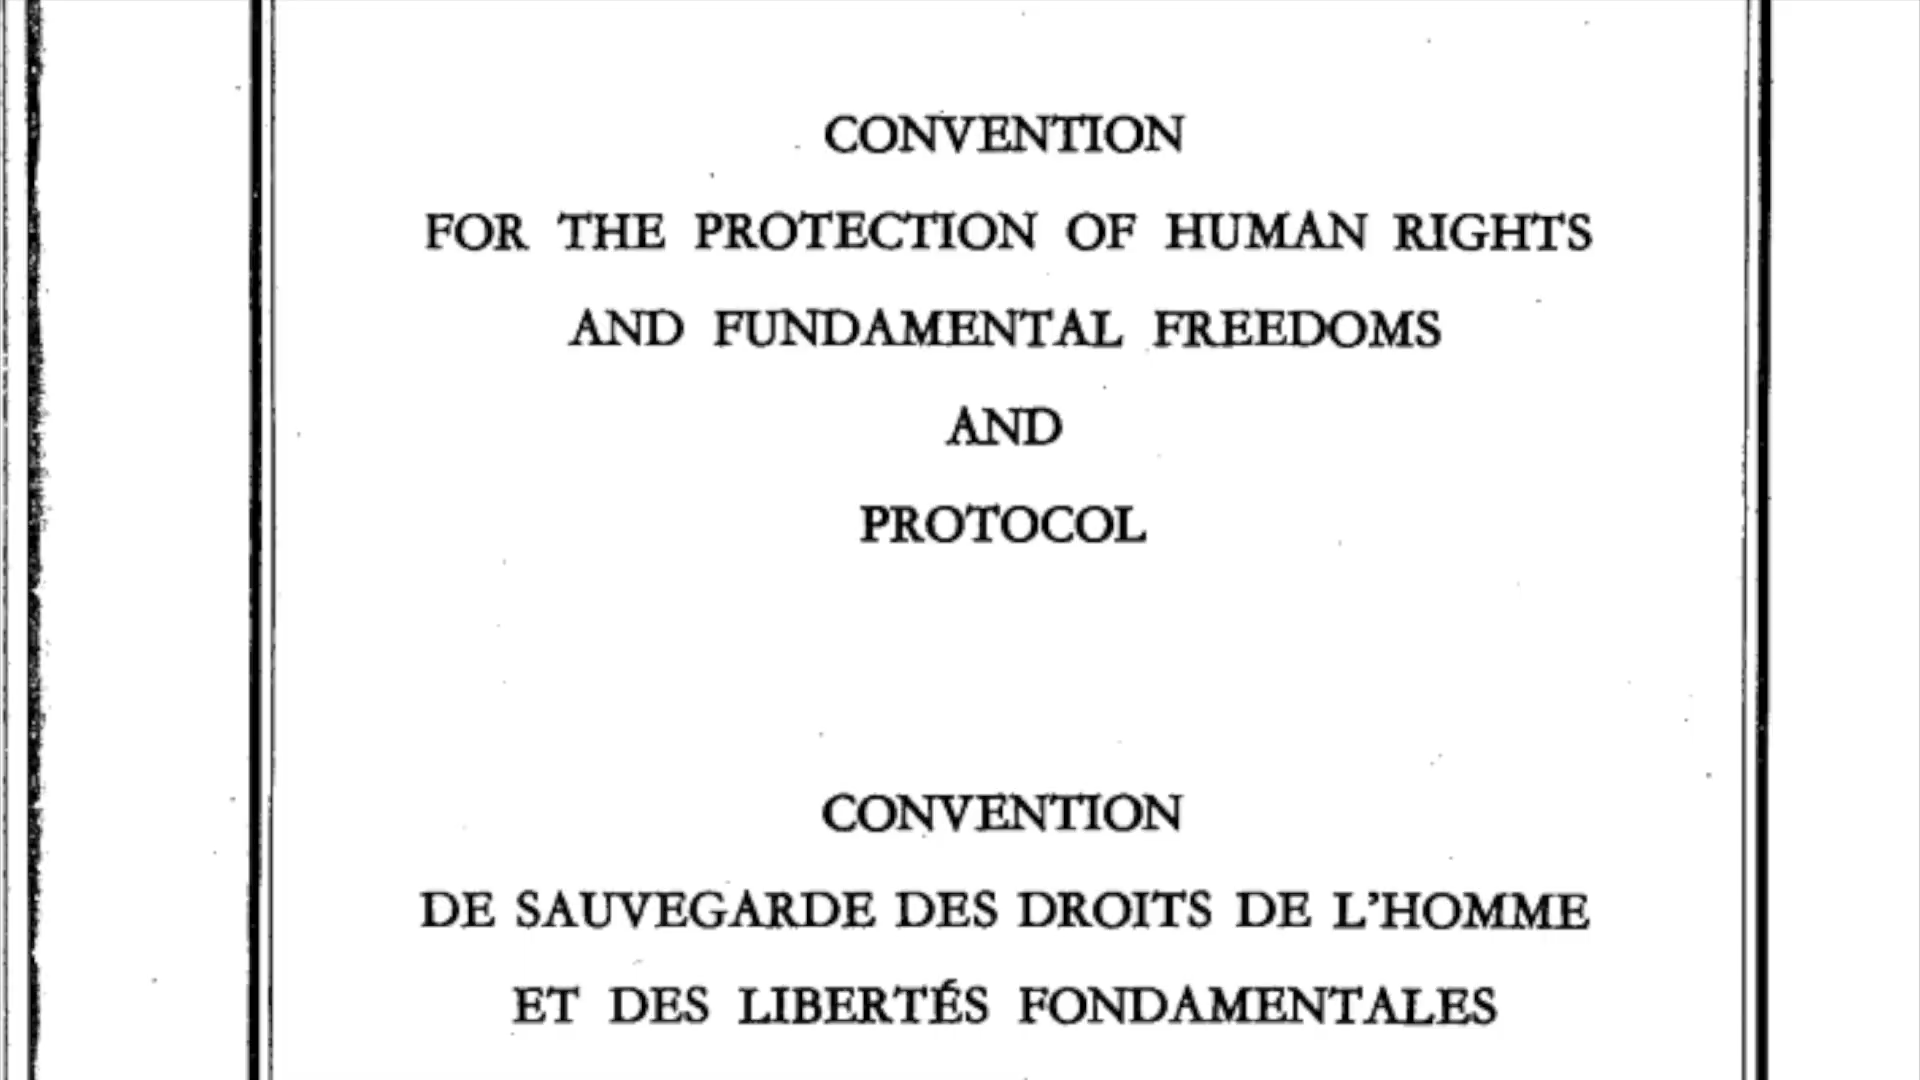 CONVENTION
FOR THE PROTECTION OF HUMAN RIGHTS
AND FUNDAMENTAL FREEDOMS
AND
PROTOCOL
CONVENTION
DE SAUVEGARDE DES DROITS DE L'HOMME
ET DES LIBERTÉS FONDAMENTALES